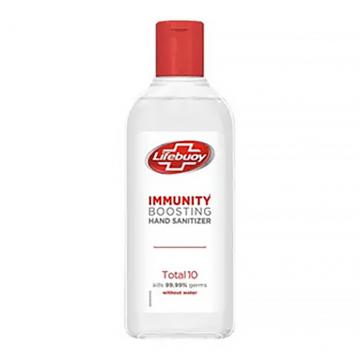 Lifebuoy
IMMUNITY
BOOSTING
HAND SANITIZER
Total 10
kills 99.99% germs
without water